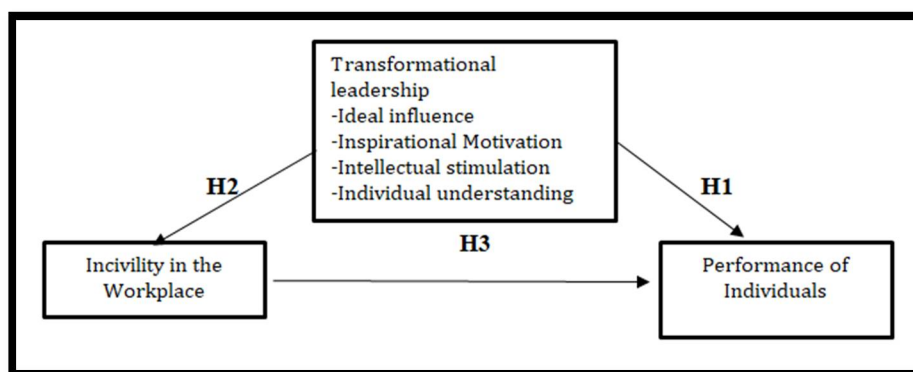 Transformational
leadership
-Ideal influence
-Inspirational Motivation
-Intellectual stimulation
-Individual understanding
H2
H1
H3
Incivility in the
Workplace
Performance of
Individuals